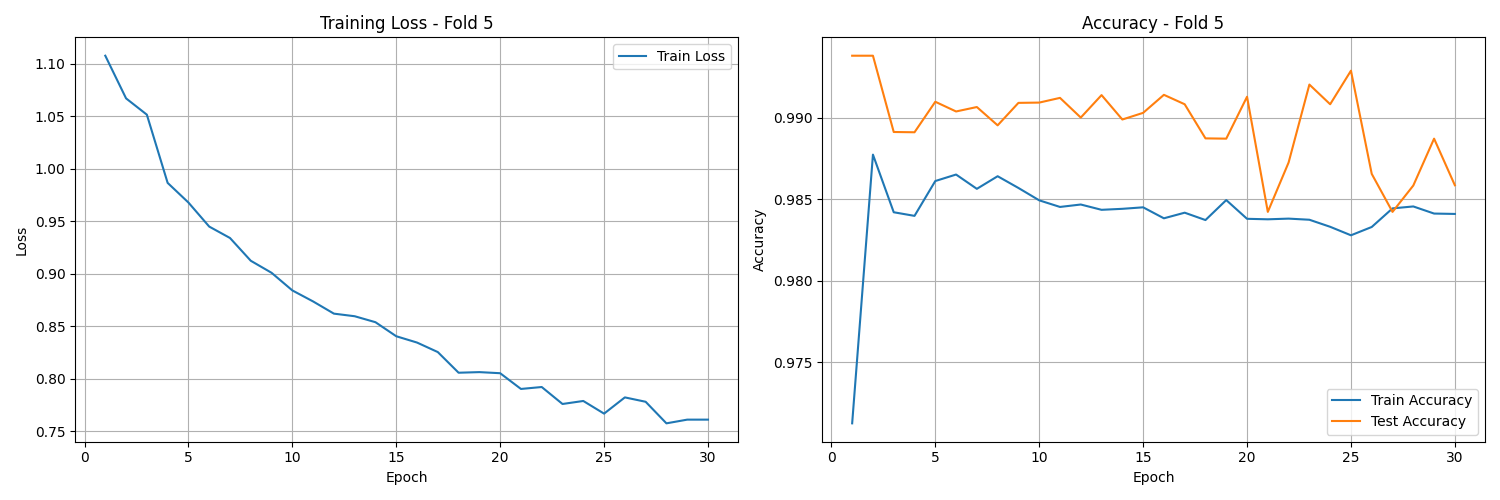 Training Loss - Fold 5
Train Loss
1.10
1.05
1.00
0.95
0.90
0.85
0.80
0.75
Loss
0 5 10 15 20 25 30
Epoch
Accuracy - Fold 5
0.990
0.985
0.980
0.975
Accuracy
Train Accuracy
Test Accuracy
0 5 10 15 20 25 30
Epoch